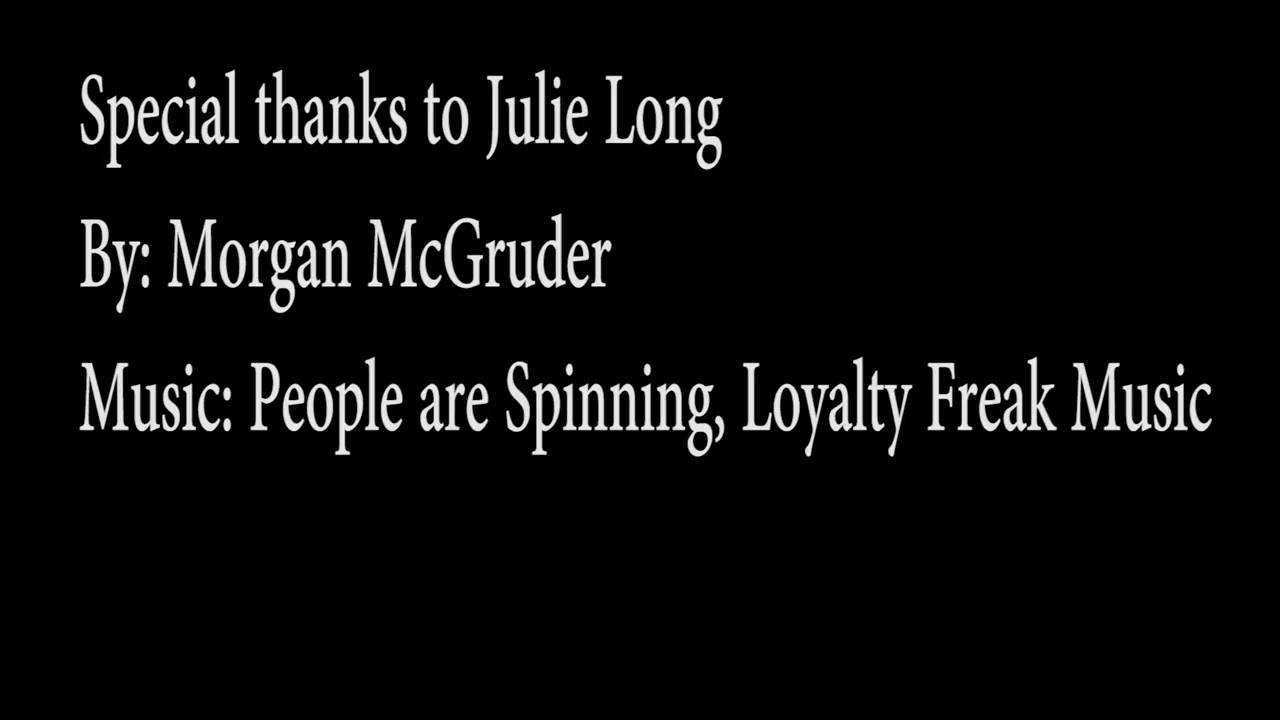 Special thanks to Julie Long
By: Morgan McGruder
Music: People are Spinning, Loyalty Freak Music